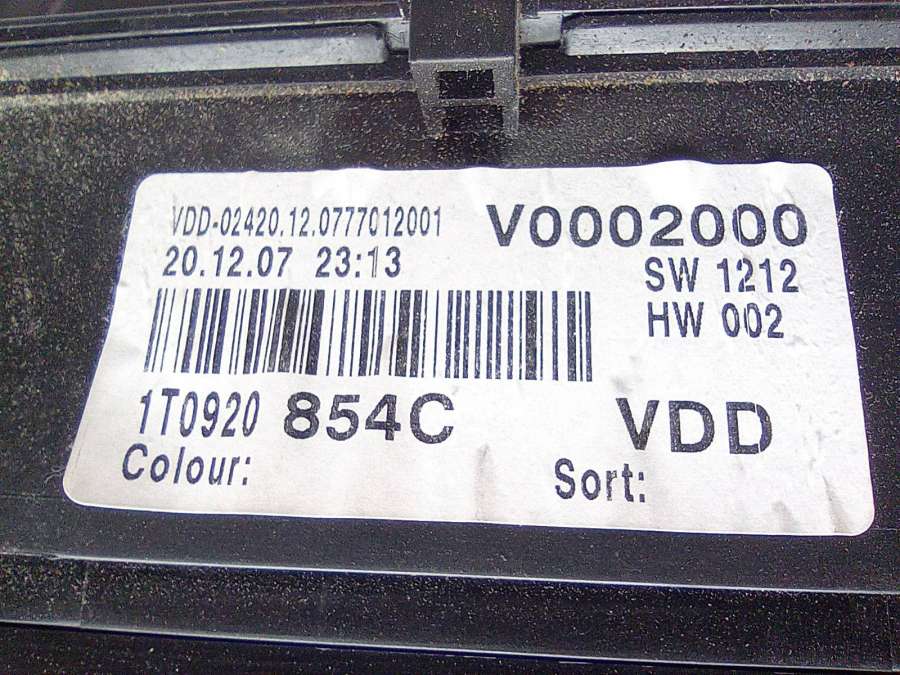 VDD-02420.12.0777012001 V0002000
20.12.07 23:13 SW 1212
HW 002
1T0920 854C VDD
Colour: Sort: